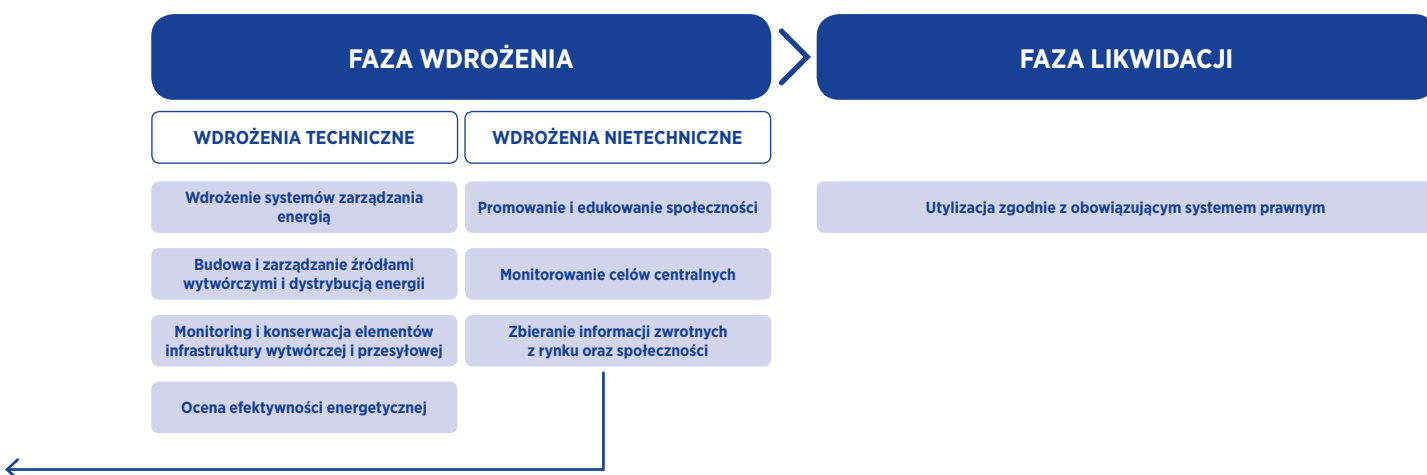 FAZA WDROŻENIA
FAZA LIKWIDACJI
WDROŻENIA TECHNICZNE
WDROŻENIA NIETECHNICZNE
Wdrożenie systemów zarządzania
energią
Promowanie i edukowanie społeczności
Utylizacja zgodnie z obowiązującym systemem prawnym
Budowa i zarządzanie źródłami
wytwórczymi i dystrybucją energii
Monitorowanie celów centralnych
Monitoring i konserwacja elementów
infrastruktury wytwórczej i przesyłowej
Zbieranie informacji zwrotnych
z rynku oraz społeczności
Ocena efektywności energetycznej